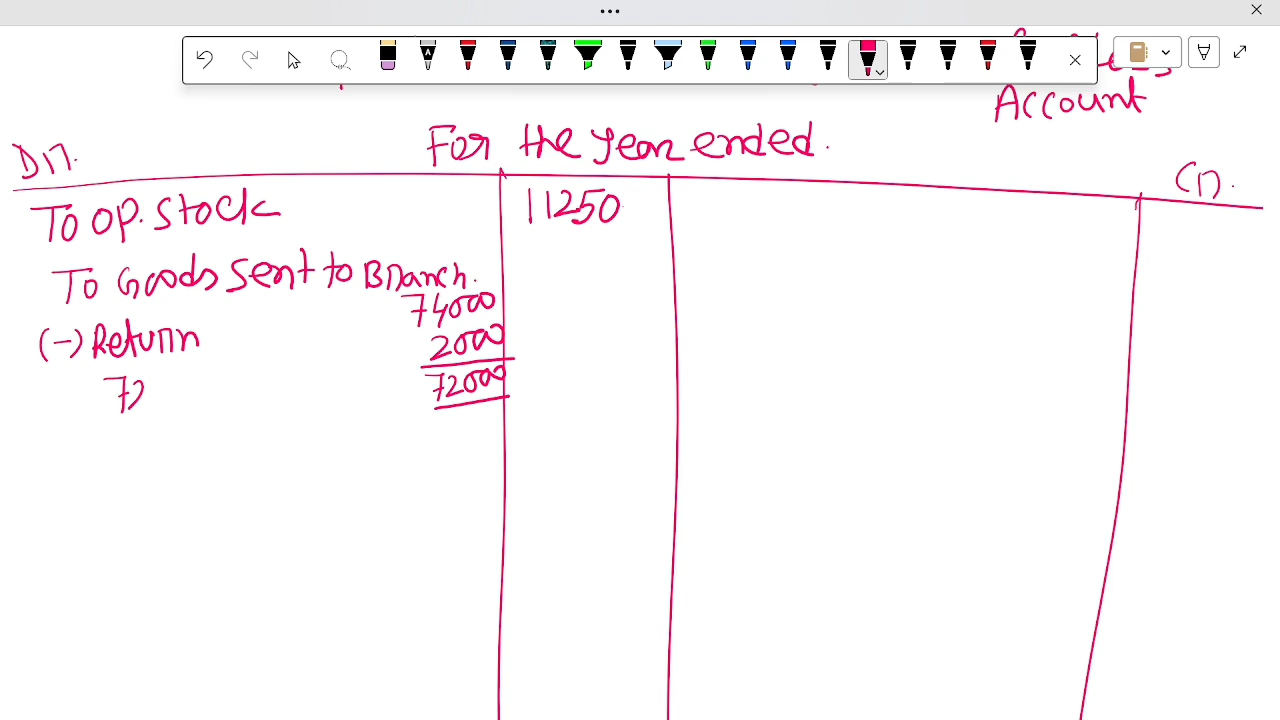 Account
For the year ended.
Dr.
Cr.
To op. stock 11250
To Goods sent to Branch.
74000
(-) Return 2000
72000
72